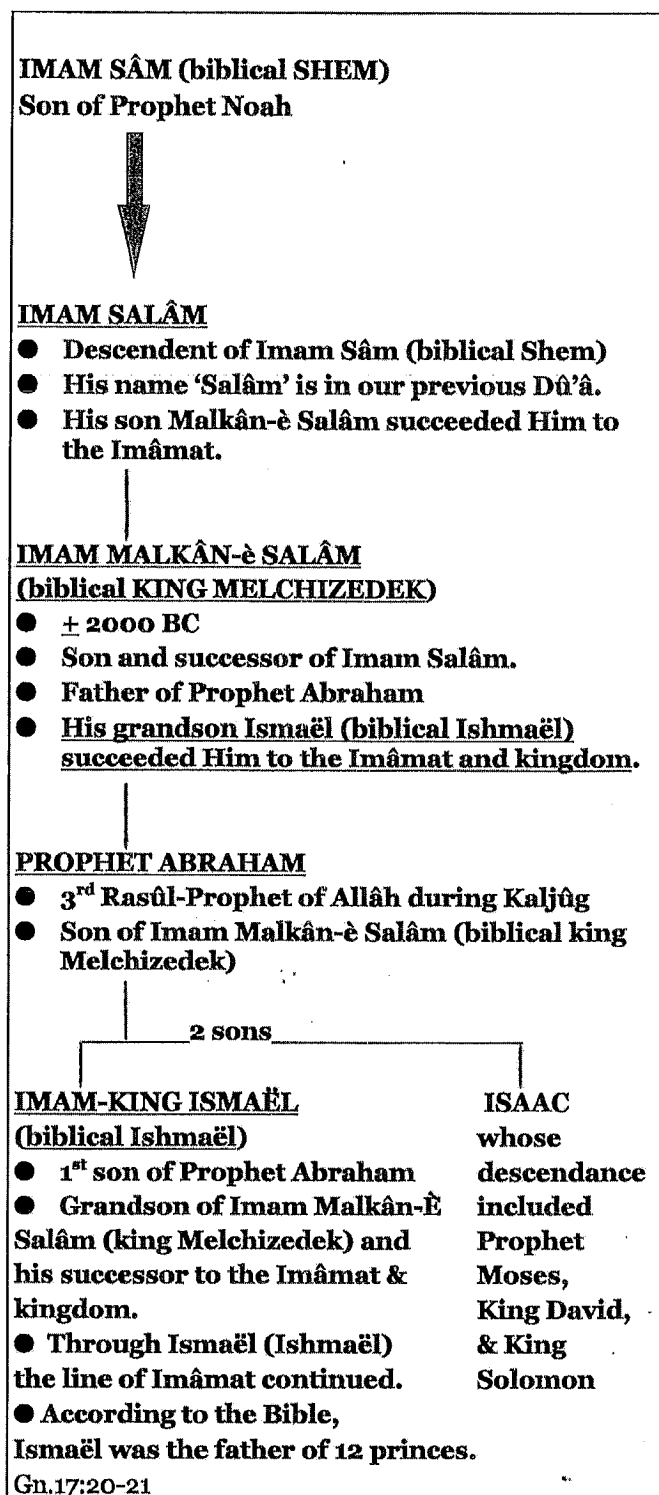 IMAM SÂM (biblical SHEM)
Son of Prophet Noah
IMAM SALÂM
● Descendent of Imam Sâm (biblical Shem)
● His name ‘Salâm’ is in our previous Dû’â.
● His son Malkân-è Salâm succeeded Him to
the Imâmat.
IMAM MALKÂN-è SALÂM
(biblical KING MELCHIZEDEK)
● ± 2000 BC
● Son and successor of Imam Salâm.
● Father of Prophet Abraham
● His grandson Ismaël (biblical Ishmaël)
succeeded Him to the Imâmat and kingdom.
PROPHET ABRAHAM
● 3rd Rasûl-Prophet of Allâh during Kaljûg
● Son of Imam Malkân-è Salâm (biblical king
Melchizedek)
2 sons
IMAM-KING ISMAËL
(biblical Ishmaël)
● 1st son of Prophet Abraham
● Grandson of Imam Malkân-È
Salâm (king Melchizedek) and
his successor to the Imâmat &
kingdom.
● Through Ismaël (Ishmaël)
the line of Imâmat continued.
● According to the Bible,
Ismaël was the father of 12 princes.
Gn.17:20-21
ISAAC
whose
descendance
included
Prophet
Moses,
King David,
& King
Solomon